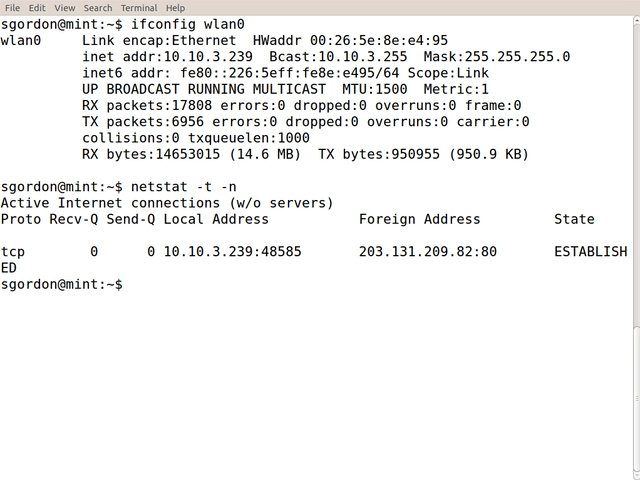 File Edit View Search Terminal Help
sgordon@mint:~$ ifconfig wlan0
wlan0     Link encap:Ethernet  HWaddr 00:26:5e:8e:e4:95
          inet addr:10.10.3.239  Bcast:10.10.3.255  Mask:255.255.255.0
          inet6 addr: fe80::226:5eff:fe8e:e495/64 Scope:Link
          UP BROADCAST RUNNING MULTICAST  MTU:1500  Metric:1
          RX packets:17808 errors:0 dropped:0 overruns:0 frame:0
          TX packets:6956 errors:0 dropped:0 overruns:0 carrier:0
          collisions:0 txqueuelen:1000
          RX bytes:14653015 (14.6 MB)  TX bytes:950955 (950.9 KB)
sgordon@mint:~$ netstat -t -n
Active Internet connections (w/o servers)
Proto Recv-Q Send-Q Local Address           Foreign Address         State
tcp        0      0 10.10.3.239:48585       203.131.209.82:80       ESTABLISH
ED
sgordon@mint:~$